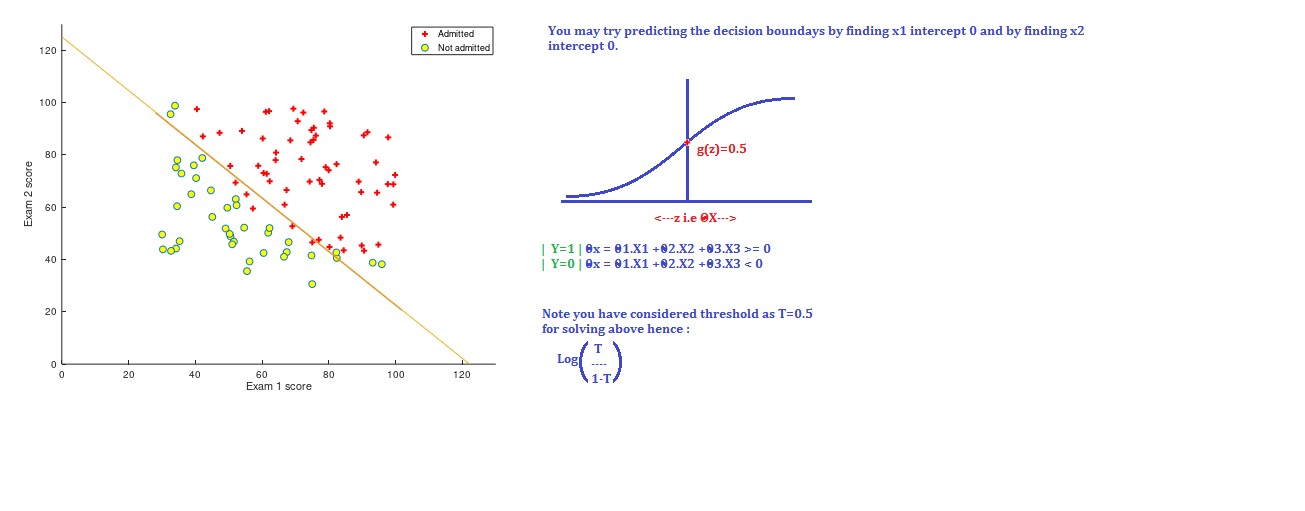 Admitted
Not admitted
120
100
80
60
40
20
0
0
20
40
60
80
100
120
Exam 2 score
Exam 1 score
You may try predicting the decision boundays by finding x1 intercept 0 and by finding x2
intercept 0.
g(z)=0.5
<---z i.e ΘX--->
| Y=1 | Θx = Θ1.X1 +Θ2.X2 +Θ3.X3 >= 0
| Y=0 | Θx = Θ1.X1 +Θ2.X2 +Θ3.X3 < 0
Note you have considered threshold as T=0.5
for solving above hence :
T
Log ----
1-T